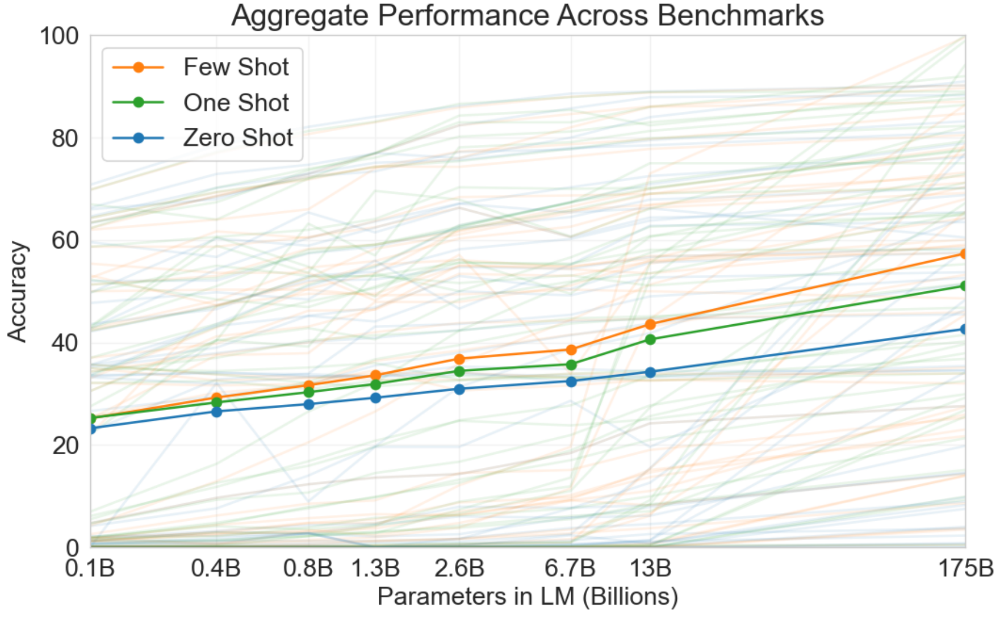 Aggregate Performance Across Benchmarks
100
80
60
40
20
0
Accuracy
Few Shot
One Shot
Zero Shot
0.1B 0.4B 0.8B 1.3B 2.6B 6.7B 13B 175B
Parameters in LM (Billions)